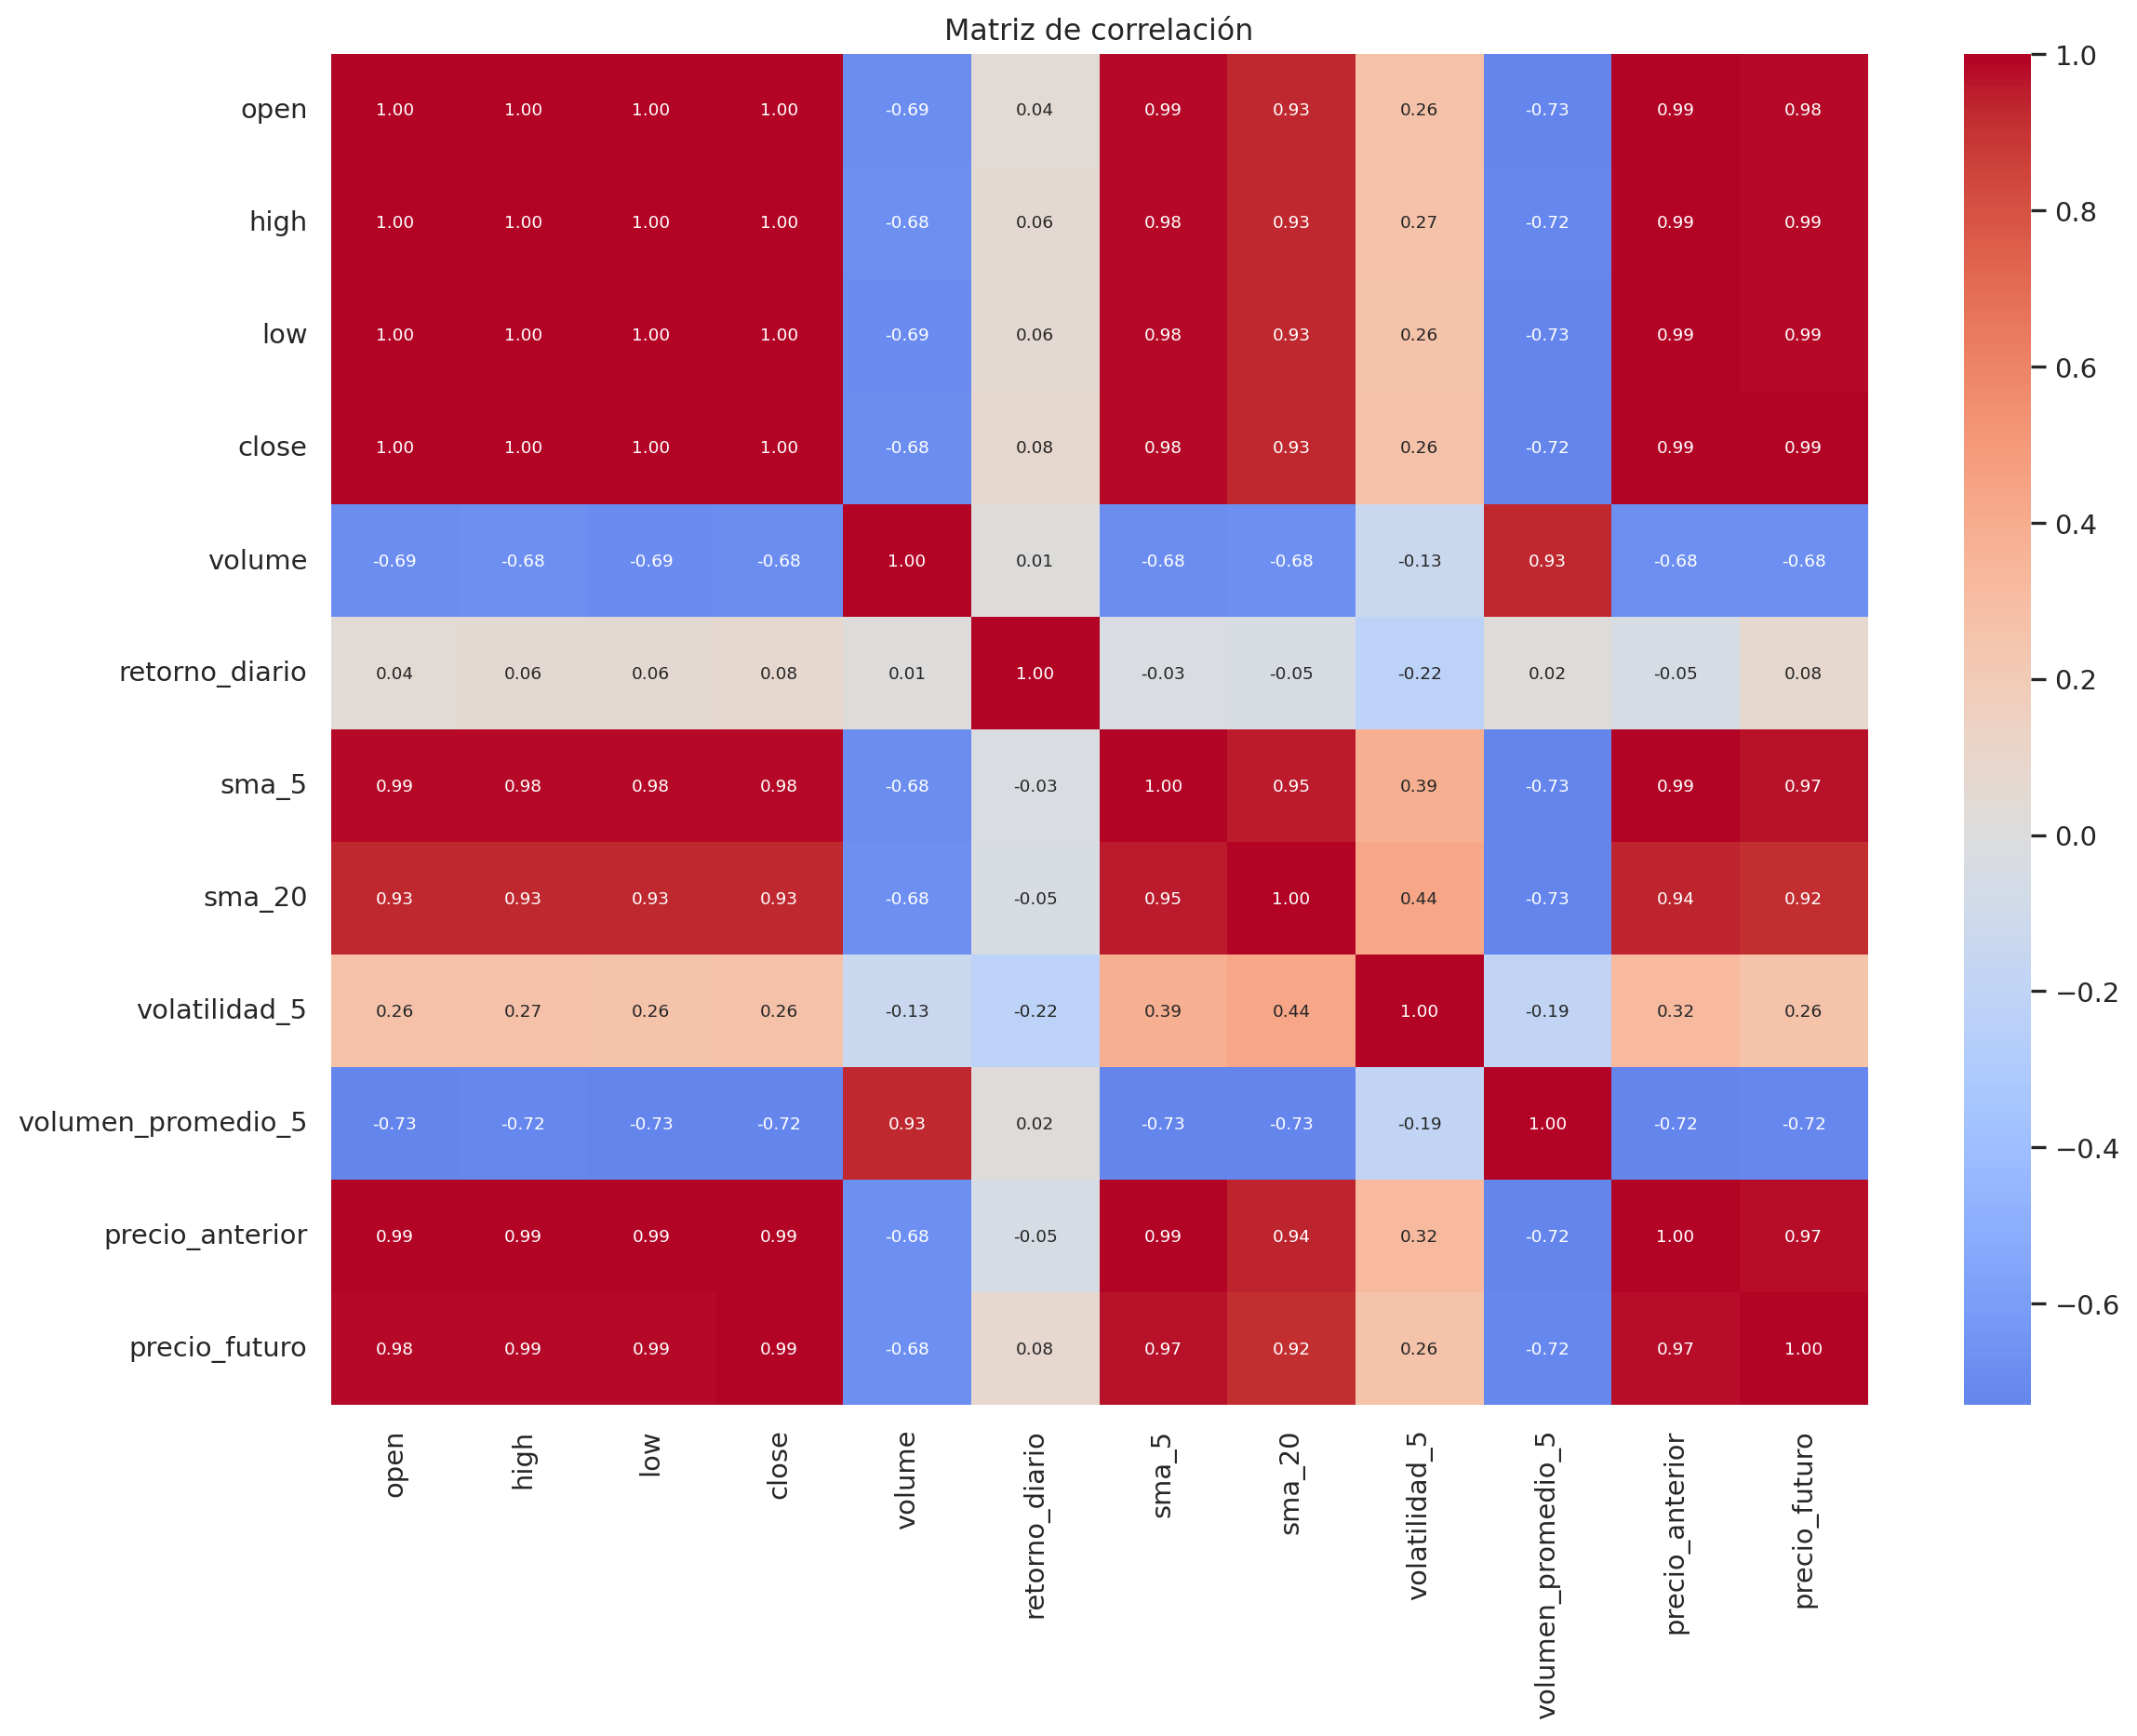 Matriz de correlación
open 1.00 1.00 1.00 1.00 -0.69 0.04 0.99 0.93 0.26 -0.73 0.99 0.98
high 1.00 1.00 1.00 1.00 -0.68 0.06 0.98 0.93 0.27 -0.72 0.99 0.99
low 1.00 1.00 1.00 1.00 -0.69 0.06 0.98 0.93 0.26 -0.73 0.99 0.99
close 1.00 1.00 1.00 1.00 -0.68 0.08 0.98 0.93 0.26 -0.72 0.99 0.99
volume -0.69 -0.68 -0.69 -0.68 1.00 0.01 -0.68 -0.68 -0.13 0.93 -0.68 -0.68
retorno_diario 0.04 0.06 0.06 0.08 0.01 1.00 -0.03 -0.05 -0.22 0.02 -0.05 0.08
sma_5 0.99 0.98 0.98 0.98 -0.68 -0.03 1.00 0.95 0.39 -0.73 0.99 0.97
sma_20 0.93 0.93 0.93 0.93 -0.68 -0.05 0.95 1.00 0.44 -0.73 0.94 0.92
volatilidad_5 0.26 0.27 0.26 0.26 -0.13 -0.22 0.39 0.44 1.00 -0.19 0.32 0.26
volumen_promedio_5 -0.73 -0.72 -0.73 -0.72 0.93 0.02 -0.73 -0.73 -0.19 1.00 -0.72 -0.72
precio_anterior 0.99 0.99 0.99 0.99 -0.68 -0.05 0.99 0.94 0.32 -0.72 1.00 0.97
precio_futuro 0.98 0.99 0.99 0.99 -0.68 0.08 0.97 0.92 0.26 -0.72 0.97 1.00
open
high
low
close
volume
retorno_diario
sma_5
sma_20
volatilidad_5
volumen_promedio_5
precio_anterior
precio_futuro
1.0
0.8
0.6
0.4
0.2
0.0
−0.2
−0.4
−0.6